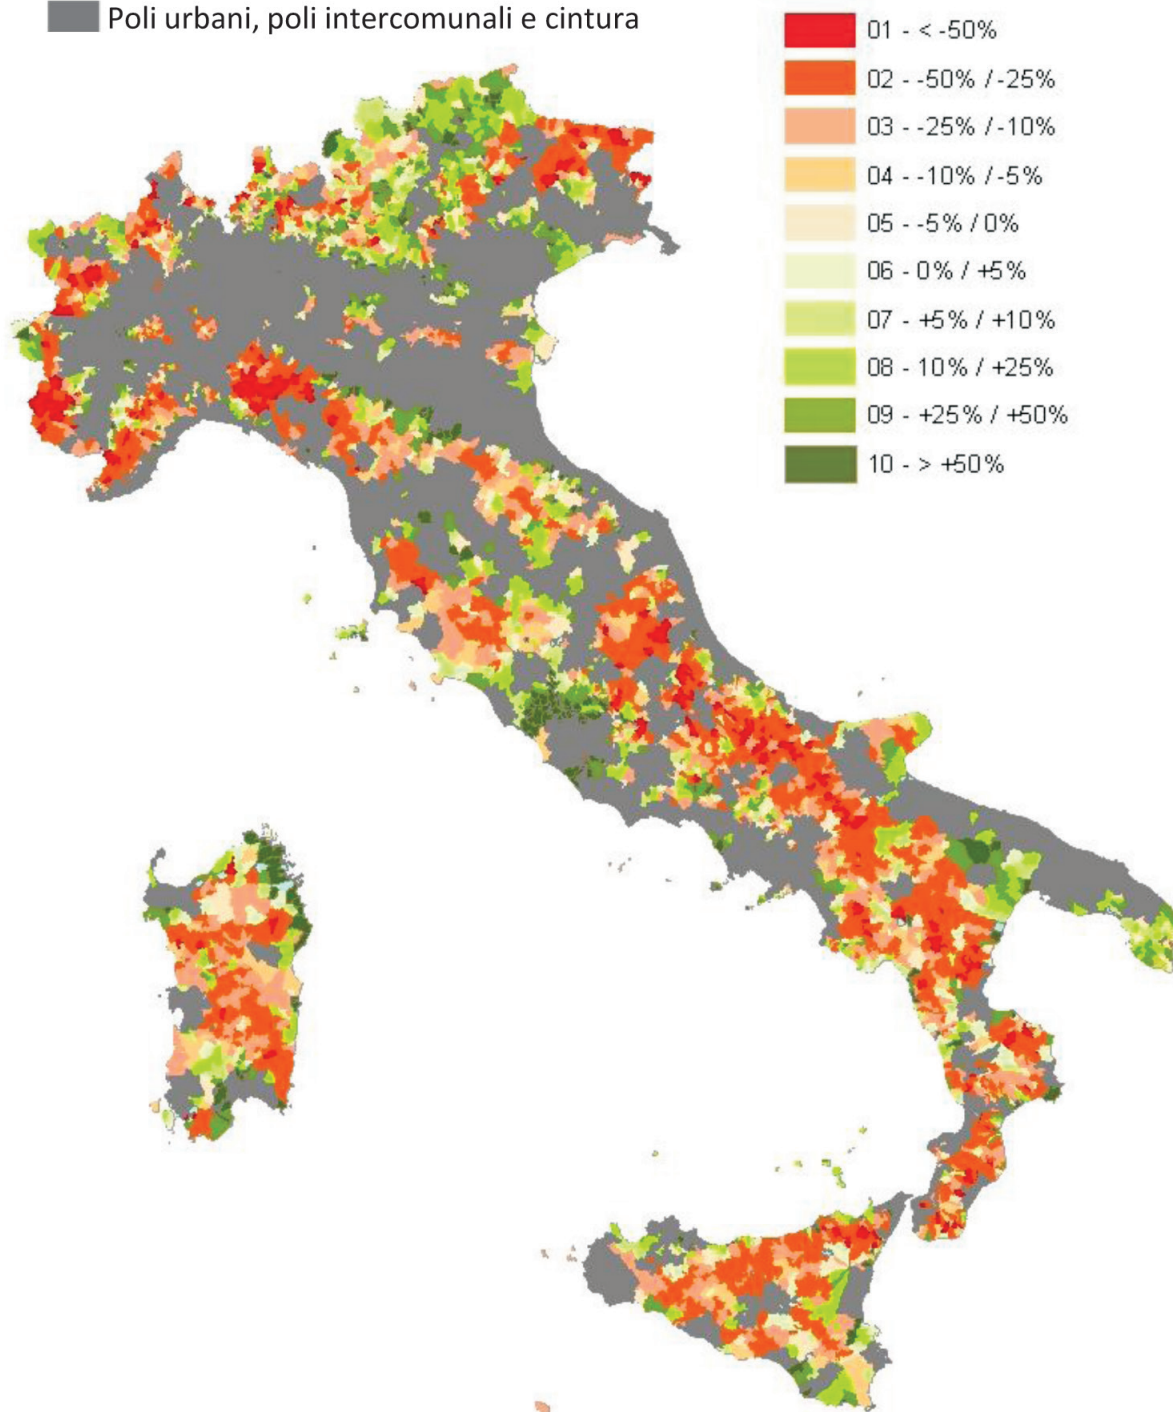 Poli urbani, poli intercomunali e cintura
01 - < -50%
02 - -50% / -25%
03 - -25% / -10%
04 - -10% / -5%
05 - -5% / 0%
06 - 0% / +5%
07 - +5% / +10%
08 - 10% / +25%
09 - +25% / +50%
10 - > +50%